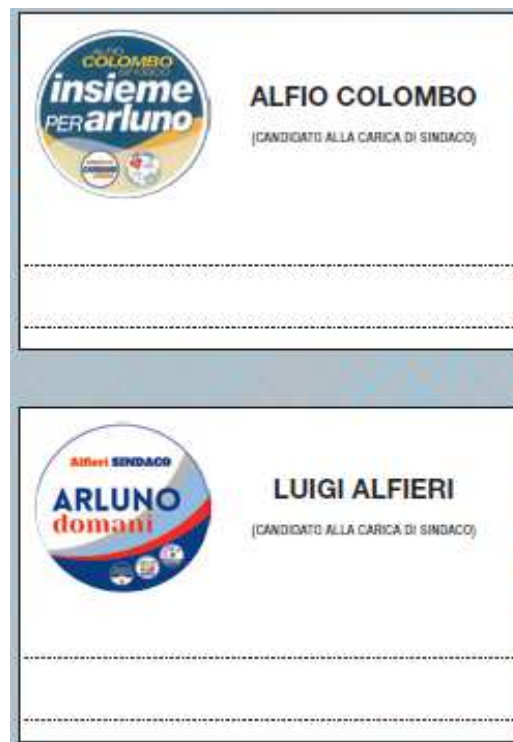 ALFIO
COLOMBO
SINDACO
insieme
PER arluno
ALFIO COLOMBO
(CANDIDATO ALLA CARICA DI SINDACO)
Alfieri SINDACO
ARLUNO
domani
LUIGI ALFIERI
(CANDIDATO ALLA CARICA DI SINDACO)